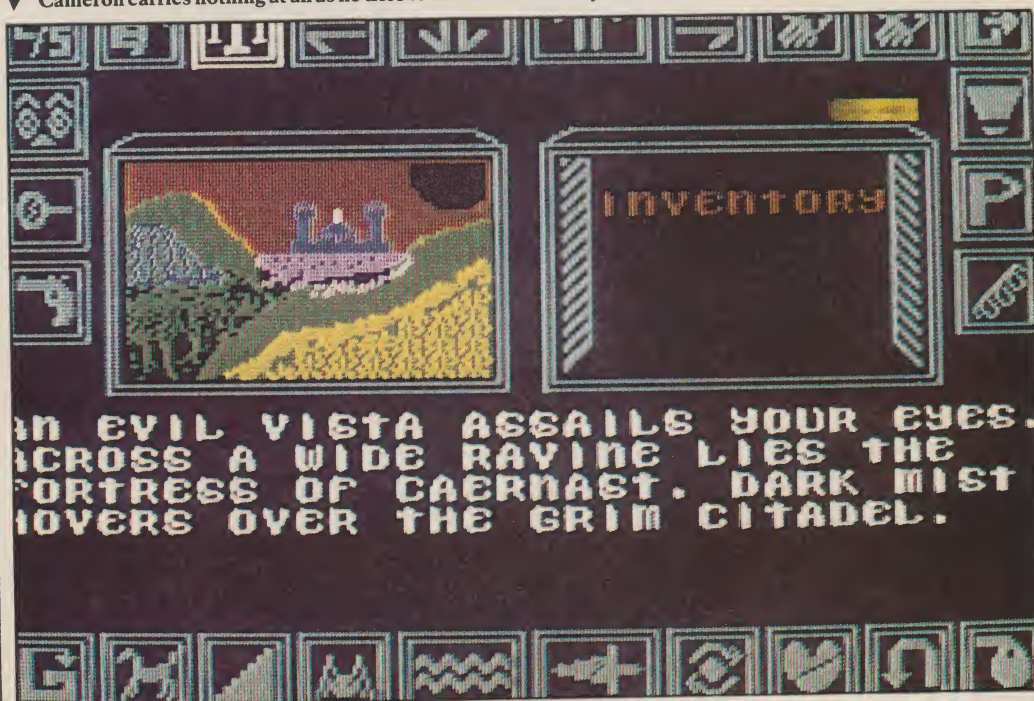 Cameron carries nothing at all as he
L/S
INVENTORY
P
AN EVIL VISTA ASSAILS YOUR EYES.
ACROSS A WIDE RAVINE LIES THE
FORTRESS OF CAERNAST. DARK MIST
HOVERS OVER THE GRIM CITADEL.